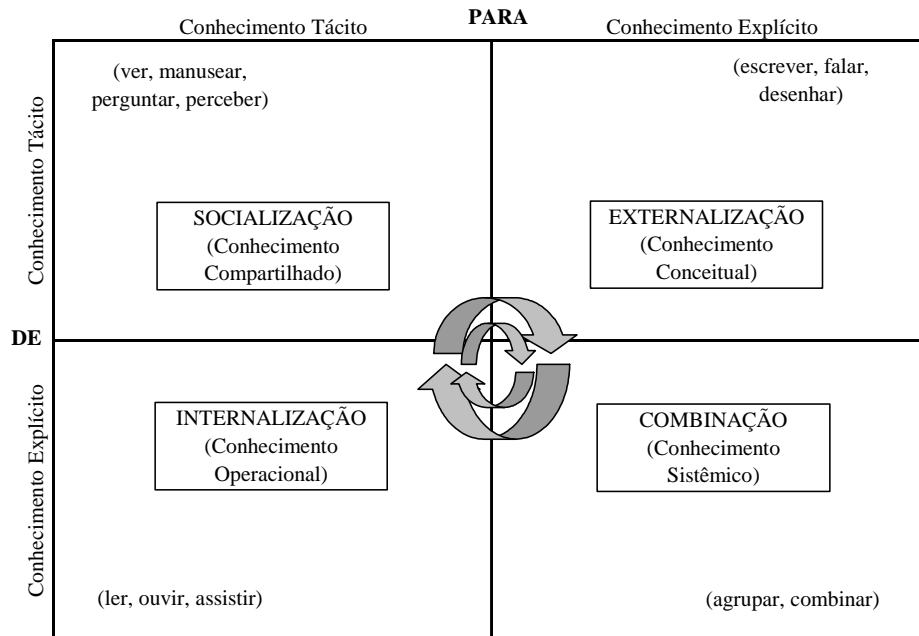 PARA
Conhecimento Tácito
Conhecimento Explícito
(ver, manusear,
perguntar, perceber)
(escrever, falar,
desenhar)
Conhecimento Tácito
SOCIALIZAÇÃO
(Conhecimento
Compartilhado)
EXTERNALIZAÇÃO
(Conhecimento
Conceitual)
DE
Conhecimento Explícito
INTERNALIZAÇÃO
(Conhecimento
Operacional)
COMBINAÇÃO
(Conhecimento
Sistêmico)
(ler, ouvir, assistir)
(agrupar, combinar)